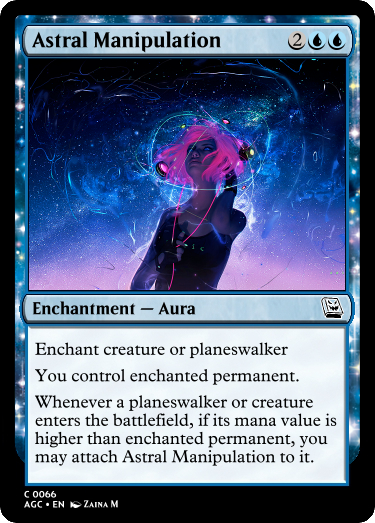 Astral Manipulation 2
Enchantment — Aura
Enchant creature or planeswalker
You control enchanted permanent.
Whenever a planeswalker or creature
enters the battlefield, if its mana value is
higher than enchanted permanent, you
may attach Astral Manipulation to it.
C 0066
AGC • EN Zaina M